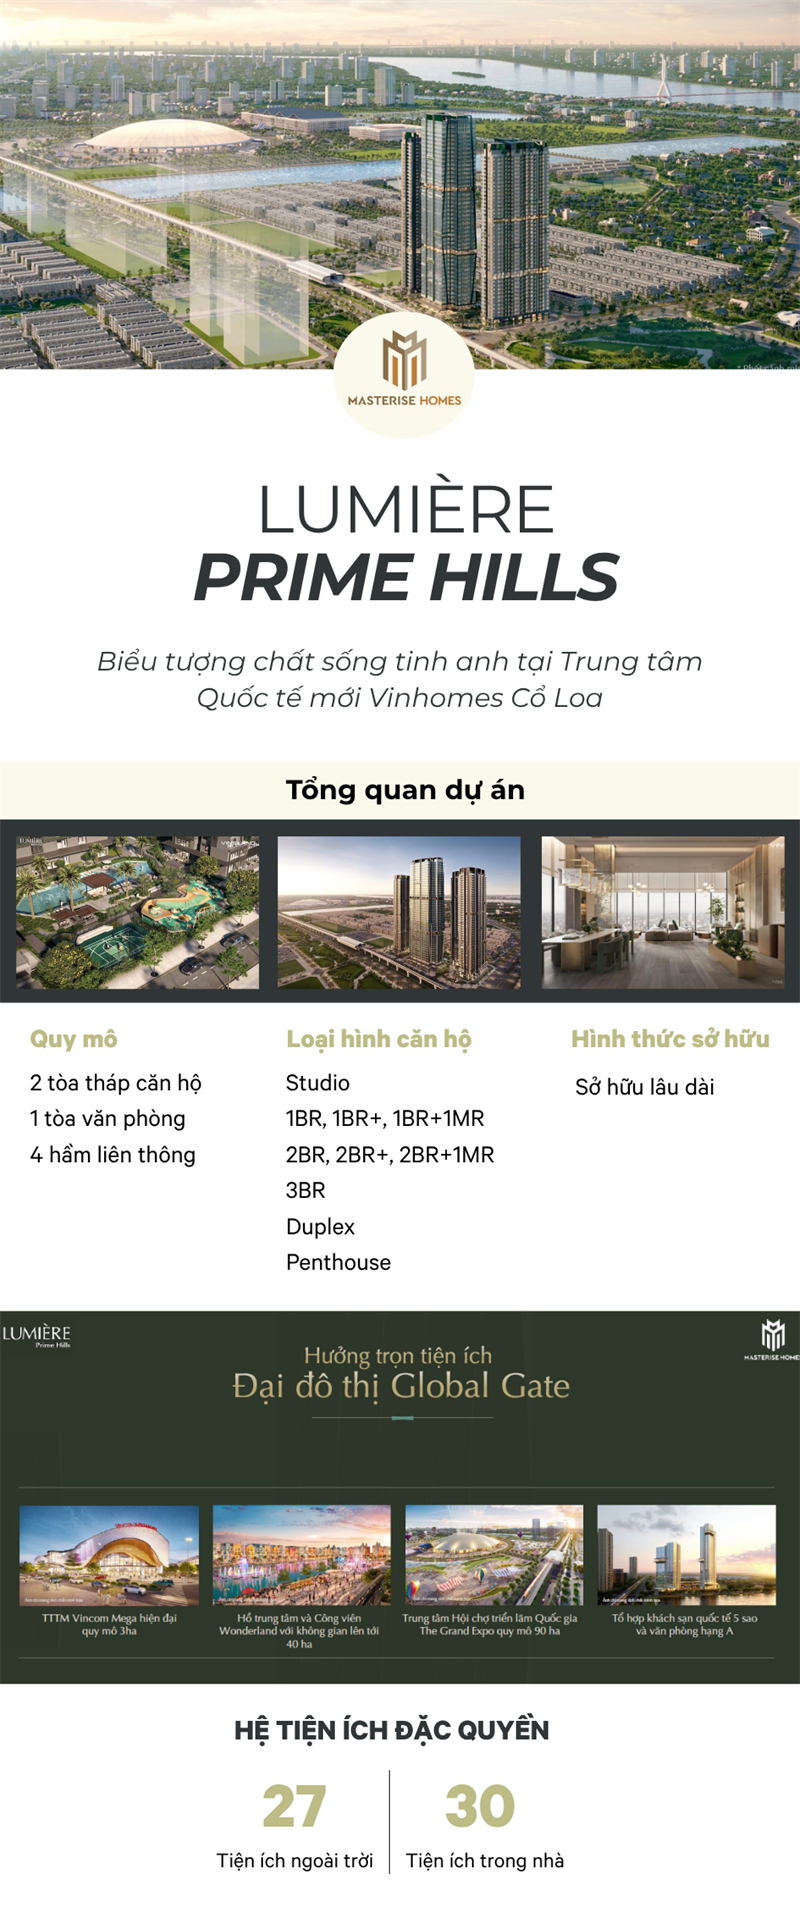 * Phối cảnh minh
MASTERISE HOMES
LUMIÈRE
PRIME HILLS
Biểu tượng chất sống tinh anh tại Trung tâm
Quốc tế mới Vinhomes Cổ Loa
Tổng quan dự án
LUMIÈRE
Quy mô
2 tòa tháp căn hộ
1 tòa văn phòng
4 hầm liên thông
Loại hình căn hộ
Studio
1BR, 1BR+, 1BR+1MR
2BR, 2BR+, 2BR+1MR
3BR
Duplex
Penthouse
Hình thức sở hữu
Sở hữu lâu dài
LUMIÈRE
Prime Hills
MASTERISE HOMES
Hưởng trọn tiện ích
Đại đô thị Global Gate
TTTM Vincom Mega hiện đại
quy mô 3ha
Hồ trung tâm và Công viên
Wonderland với không gian lên tới
40 ha
Trung tâm Hội chợ triển lãm Quốc gia
The Grand Expo quy mô 90 ha
Tổ hợp khách sạn quốc tế 5 sao
và văn phòng hạng A
HỆ TIỆN ÍCH ĐẶC QUYỀN
27
Tiện ích ngoài trời
30
Tiện ích trong nhà